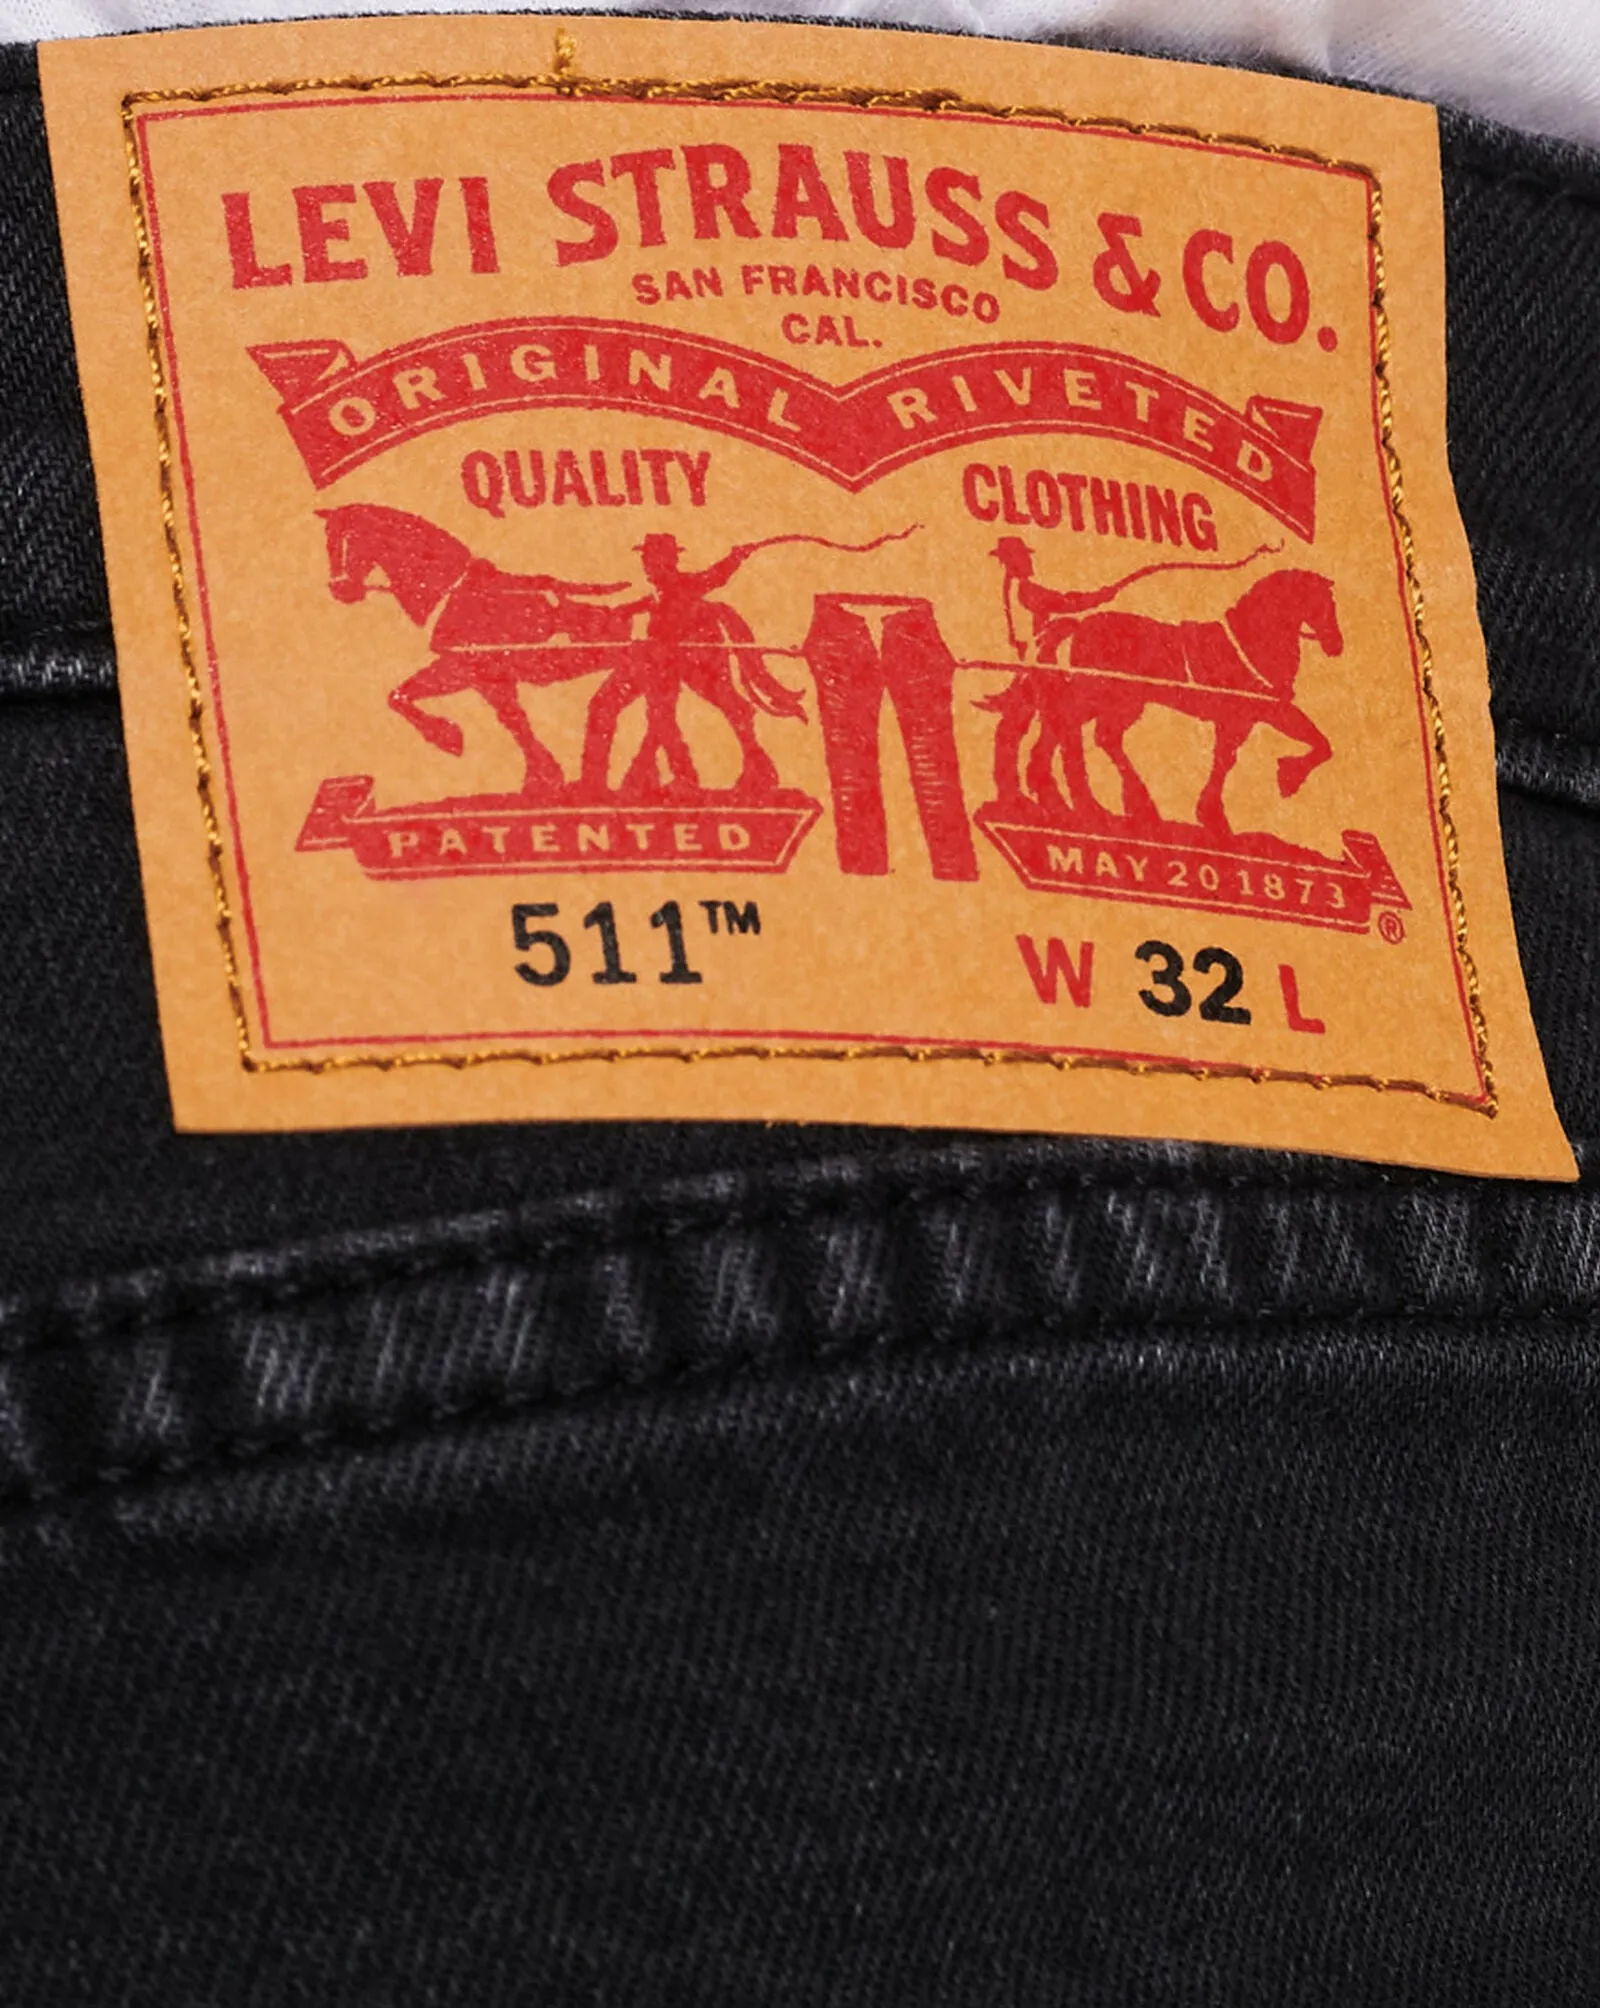 LEVI STRAUSS & CO.
SAN FRANCISCO
CAL.
ORIGINAL RIVETED
QUALITY CLOTHING
PATENTED MAY 20 1873
®
511™ W 32 L